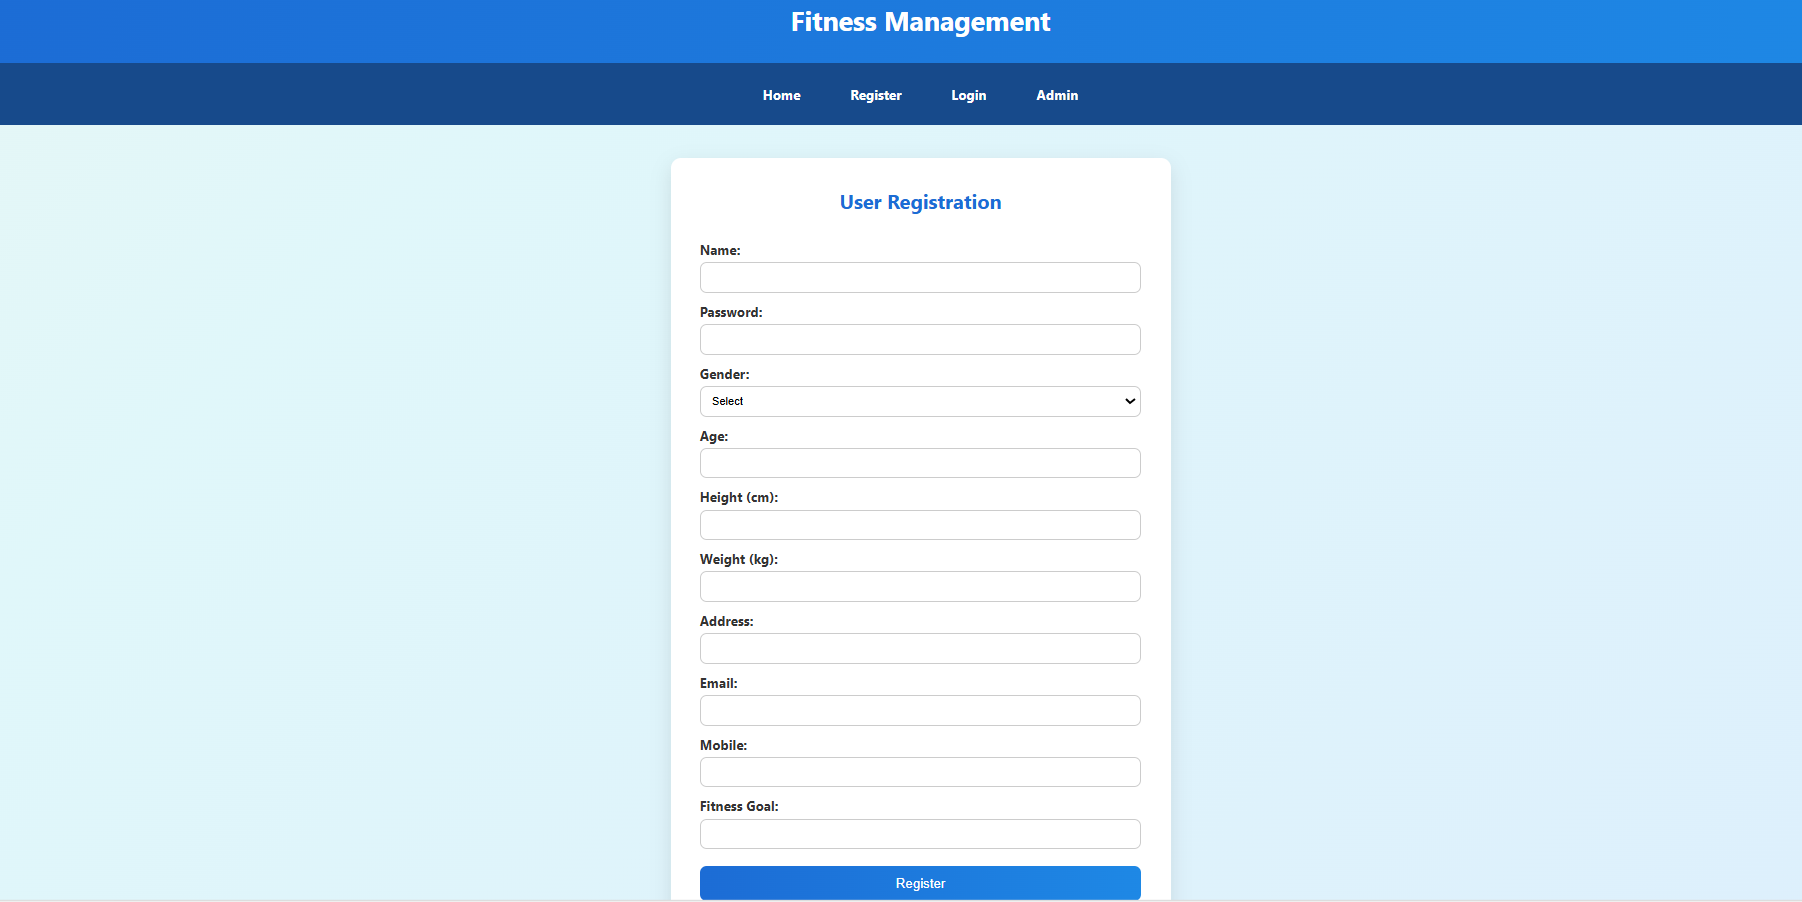 Fitness Management
Home Register Login Admin
User Registration
Name:
Password:
Gender:
Select
Age:
Height (cm):
Weight (kg):
Address:
Email:
Mobile:
Fitness Goal:
Register